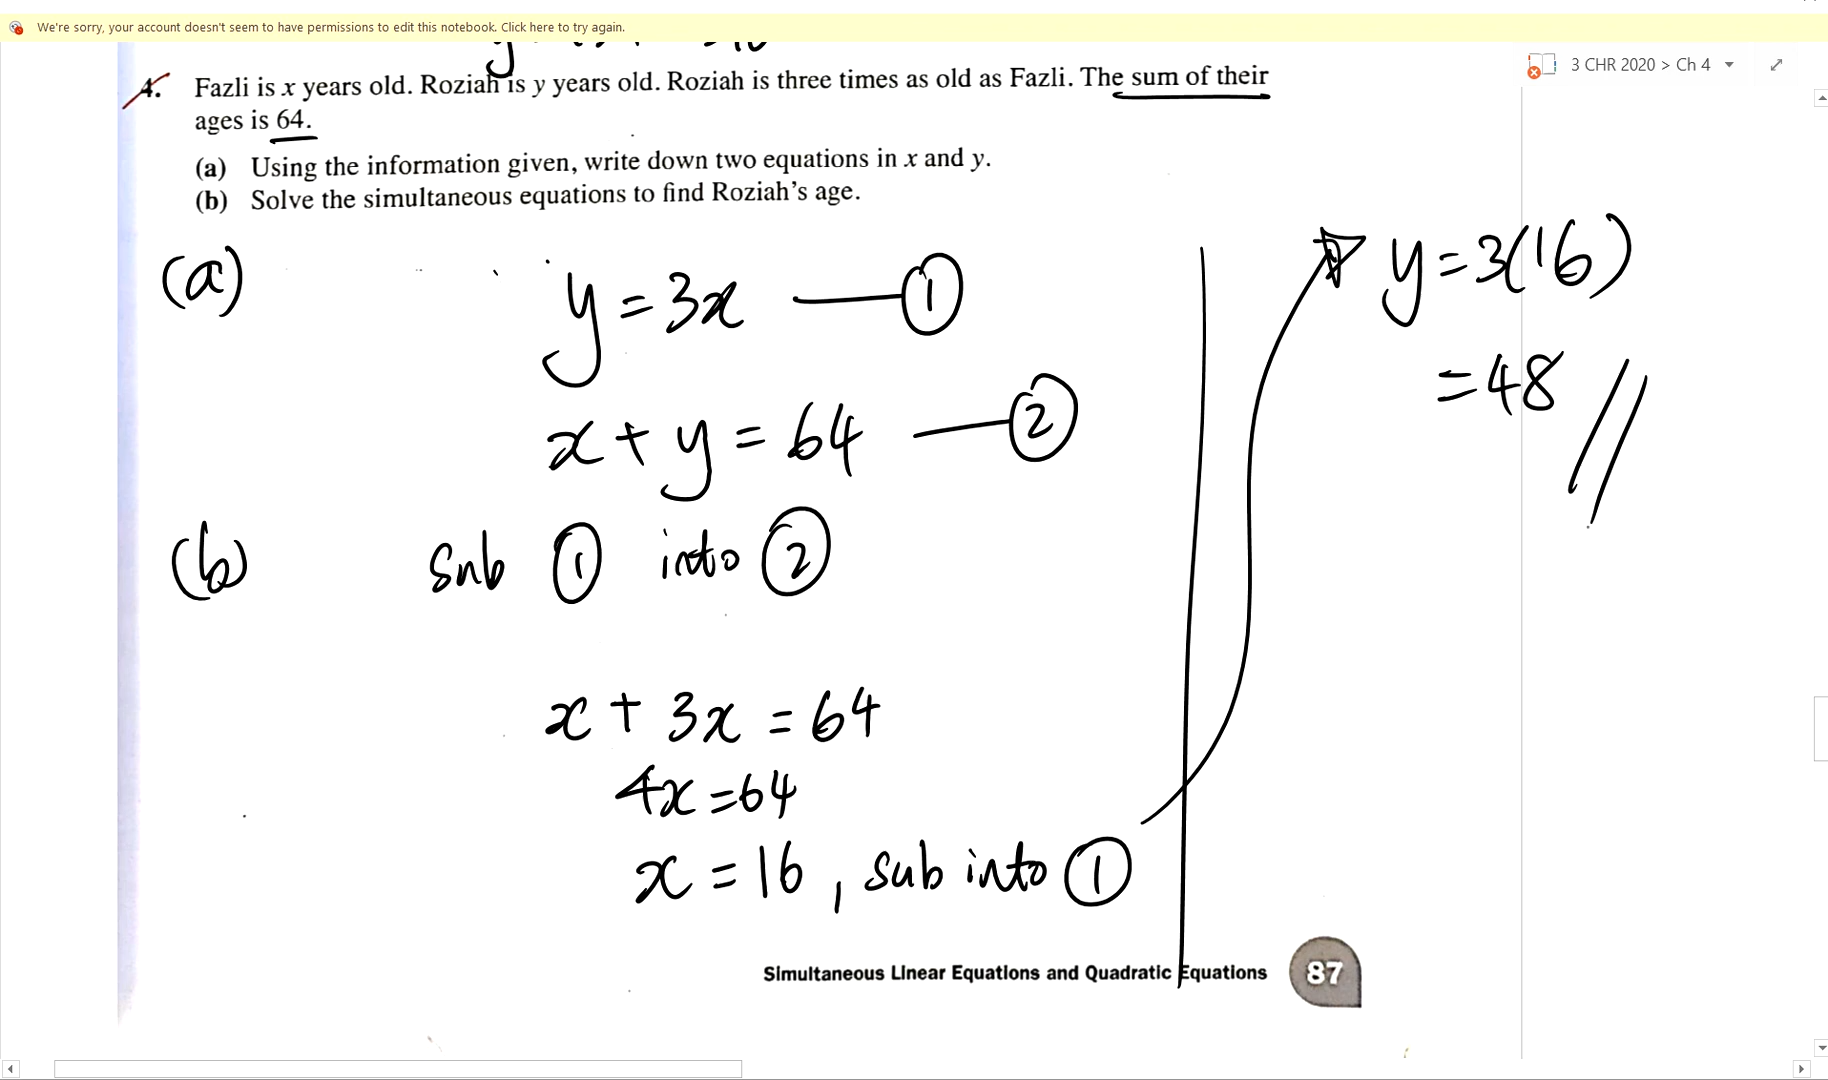 We're sorry, your account doesn't seem to have permissions to edit this notebook. Click here to try again.
3 CHR 2020 > Ch 4
4. Fazli is x years old. Roziah is y years old. Roziah is three times as old as Fazli. The sum of their
ages is 64.
(a) Using the information given, write down two equations in x and y.
(b) Solve the simultaneous equations to find Roziah's age.
(a)
y = 3x — ①
x + y = 64 — ②
(b) sub ① into ②
x + 3x = 64
4x = 64
x = 16 , sub into ①
y = 3(16)
= 48 //
Simultaneous Linear Equations and Quadratic Equations 87